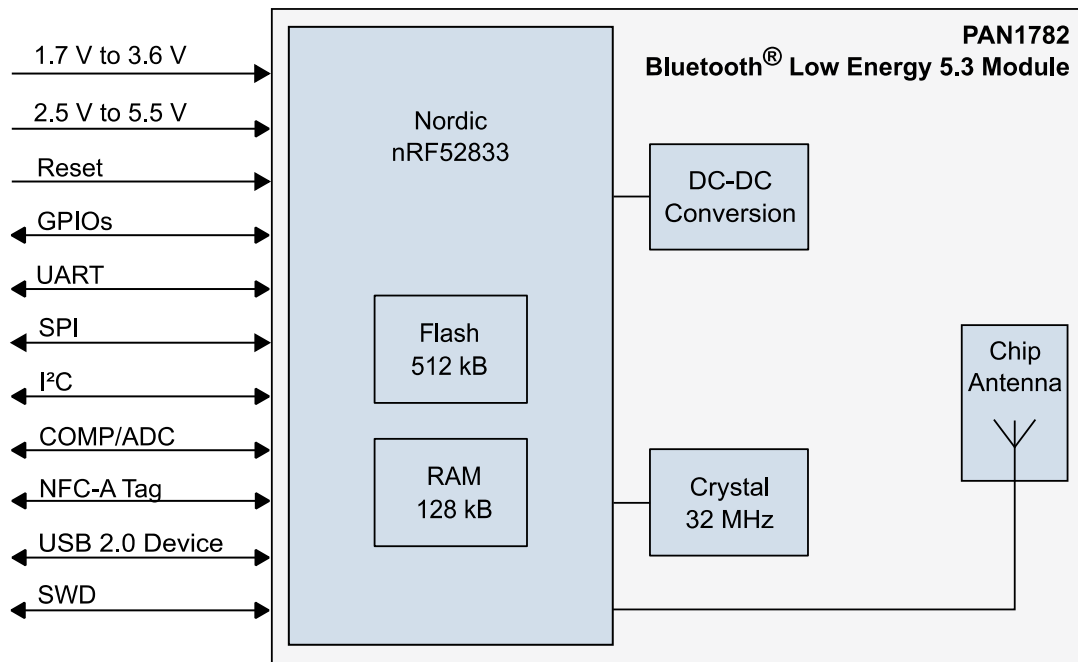 PAN1782
Bluetooth® Low Energy 5.3 Module
1.7 V to 3.6 V
2.5 V to 5.5 V
Reset
GPIOs
UART
SPI
I²C
COMP/ADC
NFC-A Tag
USB 2.0 Device
SWD
Nordic
nRF52833
Flash
512 kB
RAM
128 kB
DC-DC
Conversion
Crystal
32 MHz
Chip
Antenna